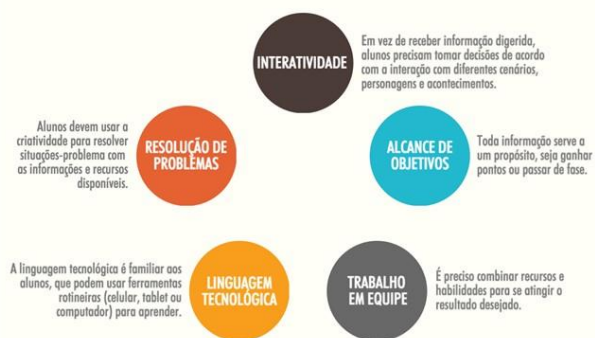 INTERATIVIDADE
Em vez de receber informação digerida,
alunos precisam tomar decisões de acordo
com a interação com diferentes cenários,
personagens e acontecimentos.
Alunos devem usar a
criatividade para resolver
situações-problema com
as informações e recursos
disponíveis.
RESOLUÇÃO DE
PROBLEMAS
ALCANCE DE
OBJETIVOS
Toda informação serve a
um propósito, seja ganhar
pontos ou passar de fase.
A linguagem tecnológica é familiar aos
alunos, que podem usar ferramentas
rotineiras (celular, tablet ou
computador) para aprender.
LINGUAGEM
TECNOLÓGICA
TRABALHO
EM EQUIPE
É preciso combinar recursos e
habilidades para se atingir o
resultado desejado.